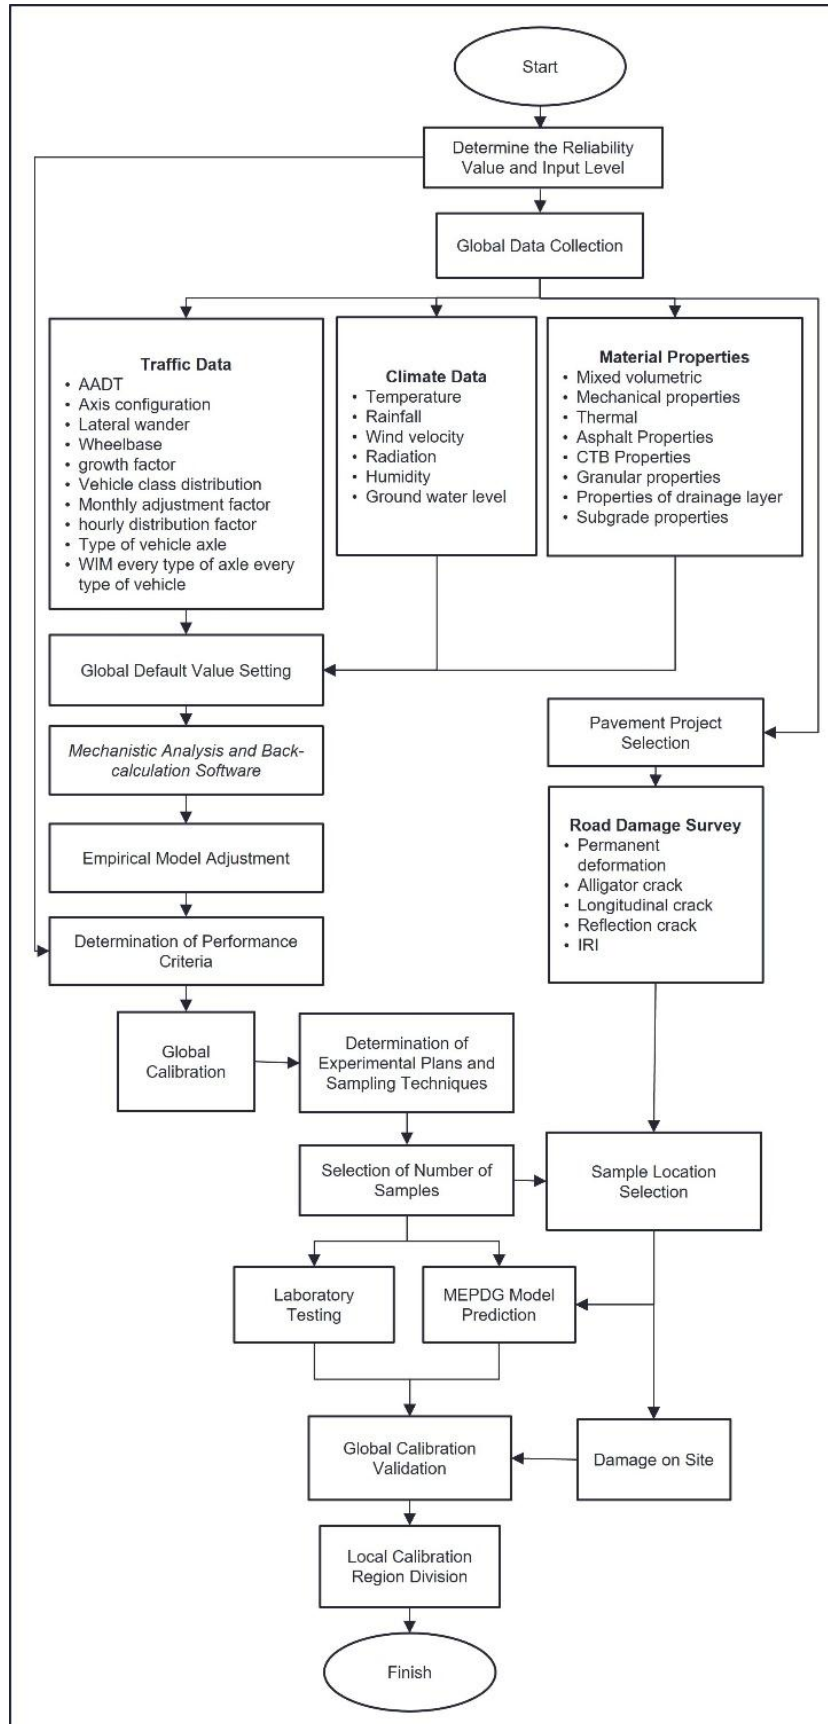 Start
Determine the Reliability
Value and Input Level
Global Data Collection
Traffic Data
• AADT
• Axis configuration
• Lateral wander
• Wheelbase
• growth factor
• Vehicle class distribution
• Monthly adjustment factor
• hourly distribution factor
• Type of vehicle axle
• WIM every type of axle every
type of vehicle
Climate Data
• Temperature
• Rainfall
• Wind velocity
• Radiation
• Humidity
• Ground water level
Material Properties
• Mixed volumetric
• Mechanical properties
• Thermal
• Asphalt Properties
• CTB Properties
• Granular properties
• Properties of drainage layer
• Subgrade properties
Global Default Value Setting
Mechanistic Analysis and Back-
calculation Software
Empirical Model Adjustment
Determination of Performance
Criteria
Pavement Project
Selection
Road Damage Survey
• Permanent
deformation
• Alligator crack
• Longitudinal crack
• Reflection crack
• IRI
Global
Calibration
Determination of
Experimental Plans and
Sampling Techniques
Selection of Number of
Samples
Sample Location
Selection
Laboratory
Testing
MEPDG Model
Prediction
Global Calibration
Validation
Damage on Site
Local Calibration
Region Division
Finish